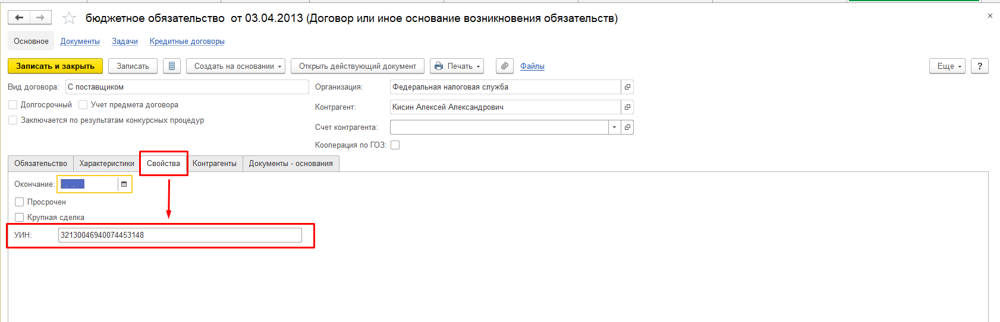 бюджетное обязательство от 03.04.2013 (Договор или иное основание возникновения обязательств)
Основное Документы Задачи Кредитные договоры
Записать и закрыть Записать Создать на основании Открыть действующий документ Печать Файлы Еще ?
Вид договора: С поставщиком Организация: Федеральная налоговая служба
Долгосрочный Учет предмета договора Контрагент: Кисин Алексей Александрович
Заключается по результатам конкурсных процедур Счет контрагента:
Кооперация по ГОЗ:
Обязательство Характеристики Свойства Контрагенты Документы - основания
Окончание: . .
Просрочен
Крупная сделка
УИН: 32130046940074453148